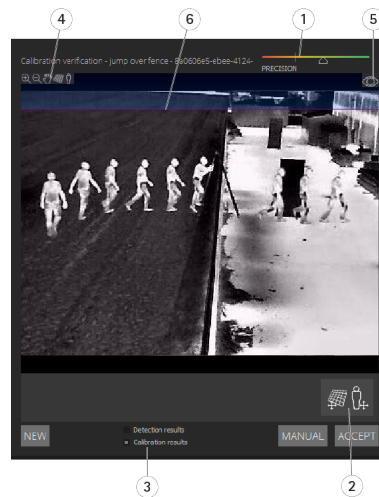 4
6
1
5
Calibration verification - jump over fence - 8a0606e5-ebee-4124-
PRECISION
NEW
Detection results
Calibration results
MANUAL
ACCEPT
3
2